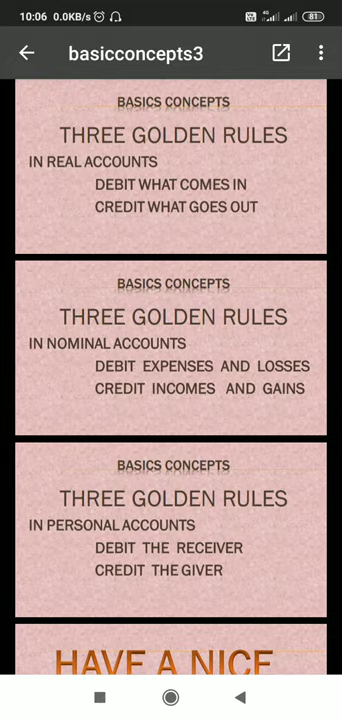 10:06 0.0KB/s 4G 81
basicconcepts3
BASICS CONCEPTS
THREE GOLDEN RULES
IN REAL ACCOUNTS
DEBIT WHAT COMES IN
CREDIT WHAT GOES OUT
BASICS CONCEPTS
THREE GOLDEN RULES
IN NOMINAL ACCOUNTS
DEBIT EXPENSES AND LOSSES
CREDIT INCOMES AND GAINS
BASICS CONCEPTS
THREE GOLDEN RULES
IN PERSONAL ACCOUNTS
DEBIT THE RECEIVER
CREDIT THE GIVER
HAVE A NICE